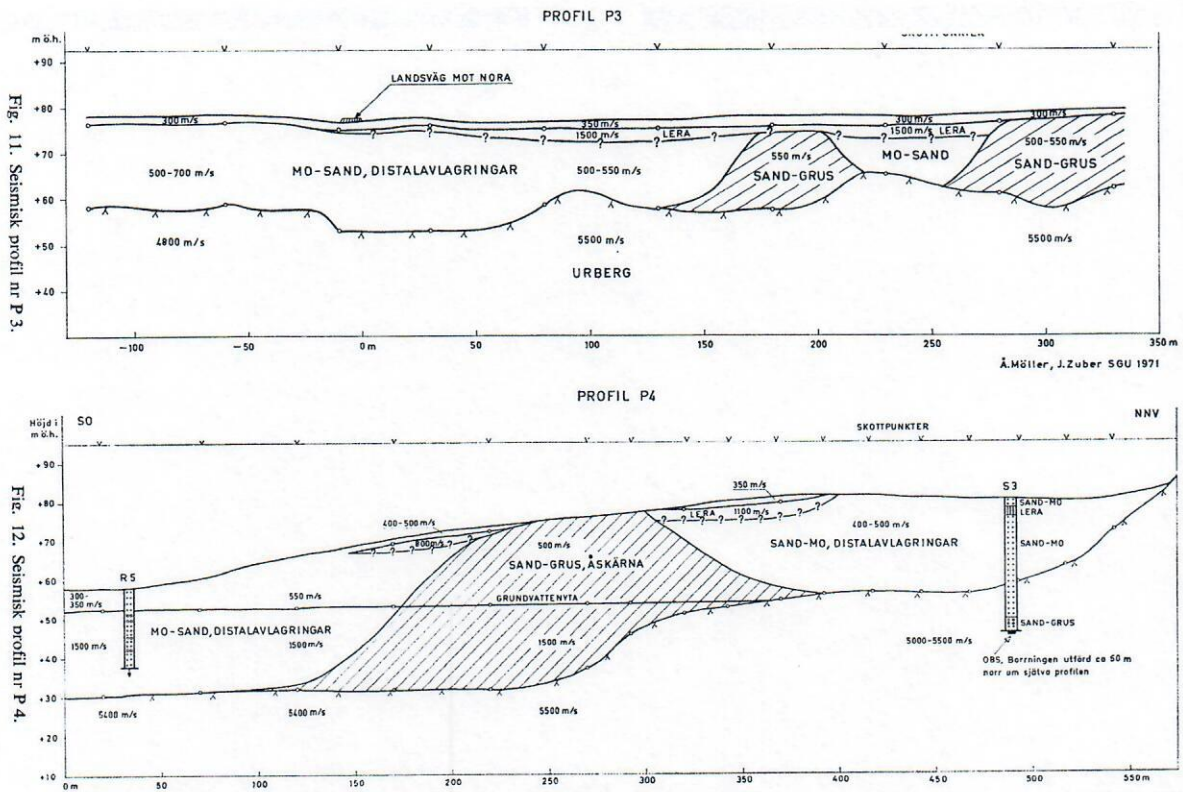 PROFIL P3
m ö.h.
SKOTTPUNKTER
+90
LANDSVÄG MOT NORA
+80
300 m/s
350 m/s
300 m/s
300 m/s
1500 m/s LERA
1500 m/s LERA
+70
500-700 m/s
MO-SAND, DISTALAVLAGRINGAR
500-550 m/s
550 m/s
SAND-GRUS
MO-SAND
500-550 m/s
SAND-GRUS
+60
4800 m/s
5500 m/s
5500 m/s
+50
URBERG
+40
-100
-50
0 m
50
100
150
200
250
300
350 m
Å.Möller, J.Zuber SGU 1971
Fig. 11. Seismisk profil nr P 3.
PROFIL P4
Höjd i
m ö.h.
SO
NNV
SKOTTPUNKTER
+90
+80
350 m/s
S3
SAND-MO
LERA
400-500 m/s
LERA 1100 m/s
400-500 m/s
+70
800 m/s
500 m/s
SAND-MO, DISTALAVLAGRINGAR
SAND-MO
SAND-GRUS, ÅSKÄRNA
+60
R5
300-
350 m/s
550 m/s
GRUNDVATTENYTA
+50
MO-SAND, DISTALAVLAGRINGAR
SAND-GRUS
1500 m/s
1500 m/s
1500 m/s
5000-5500 m/s
+40
OBS, Borrningen utförd ca 50 m
norr om själva profilen
+30
5400 m/s
5400 m/s
5500 m/s
+20
+10
0 m
50
100
150
200
250
300
350
400
450
500
550 m
Fig. 12. Seismisk profil nr P 4.